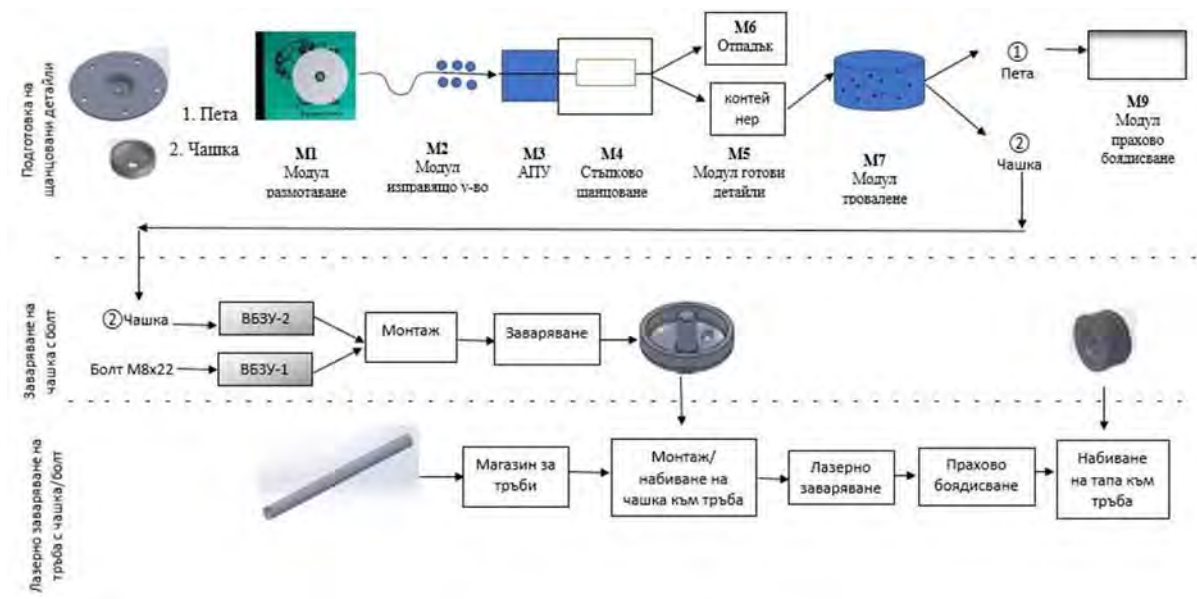 Подготовка на
щанцовани детайли
1. Пета
2. Чашка
М1
Модул
размотаване
М2
Модул
изправящо у-во
М3
АПУ
М4
Стъпково
щанцоване
М6
Отпадък
контей
нер
М5
Модул готови
детайли
М7
Модул
тровалене
1
Пета
2
Чашка
М9
Модул
прахово
боядисване
Заваряване на
чашка с болт
2 Чашка
ВБЗУ-2
Болт М8х22
ВБЗУ-1
Монтаж
Заваряване
Лазерно заваряване на
тръба с чашка/болт
Магазин за
тръби
Монтаж/
набиване на
чашка към тръба
Лазерно
заваряване
Прахово
боядисване
Набиване
на тапа към
тръба